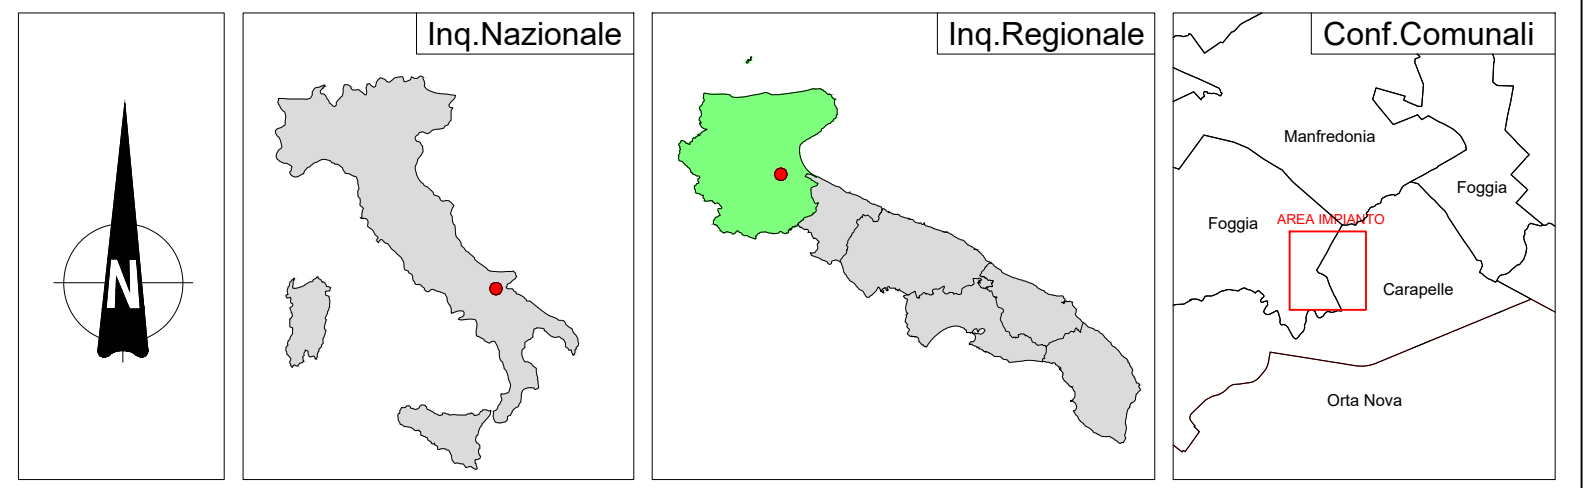 N
Inq.Nazionale
Inq.Regionale
Conf.Comunali
Manfredonia
Foggia
Foggia
AREA IMPIANTO
Carapelle
Orta Nova